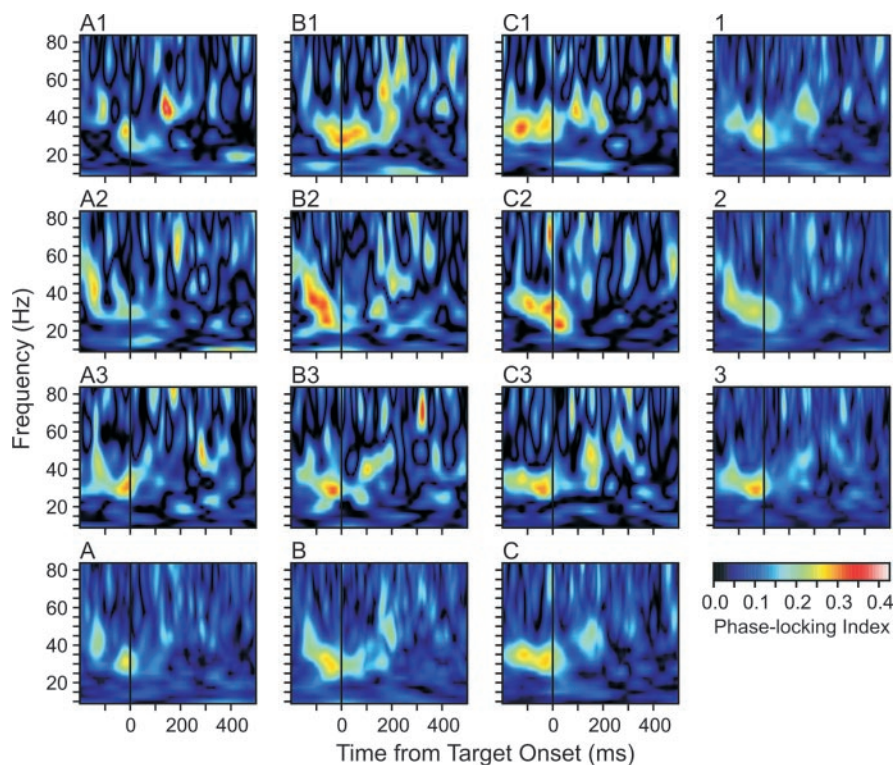 A1 B1 C1 1
80
60
40
20
A2 B2 C2 2
80
60
40
20
A3 B3 C3 3
80
60
40
20
A B C
80
60
40
20
Frequency (Hz)
0 200 400 0 200 400 0 200 400
Time from Target Onset (ms)
0.0 0.1 0.2 0.3 0.4
Phase-locking Index